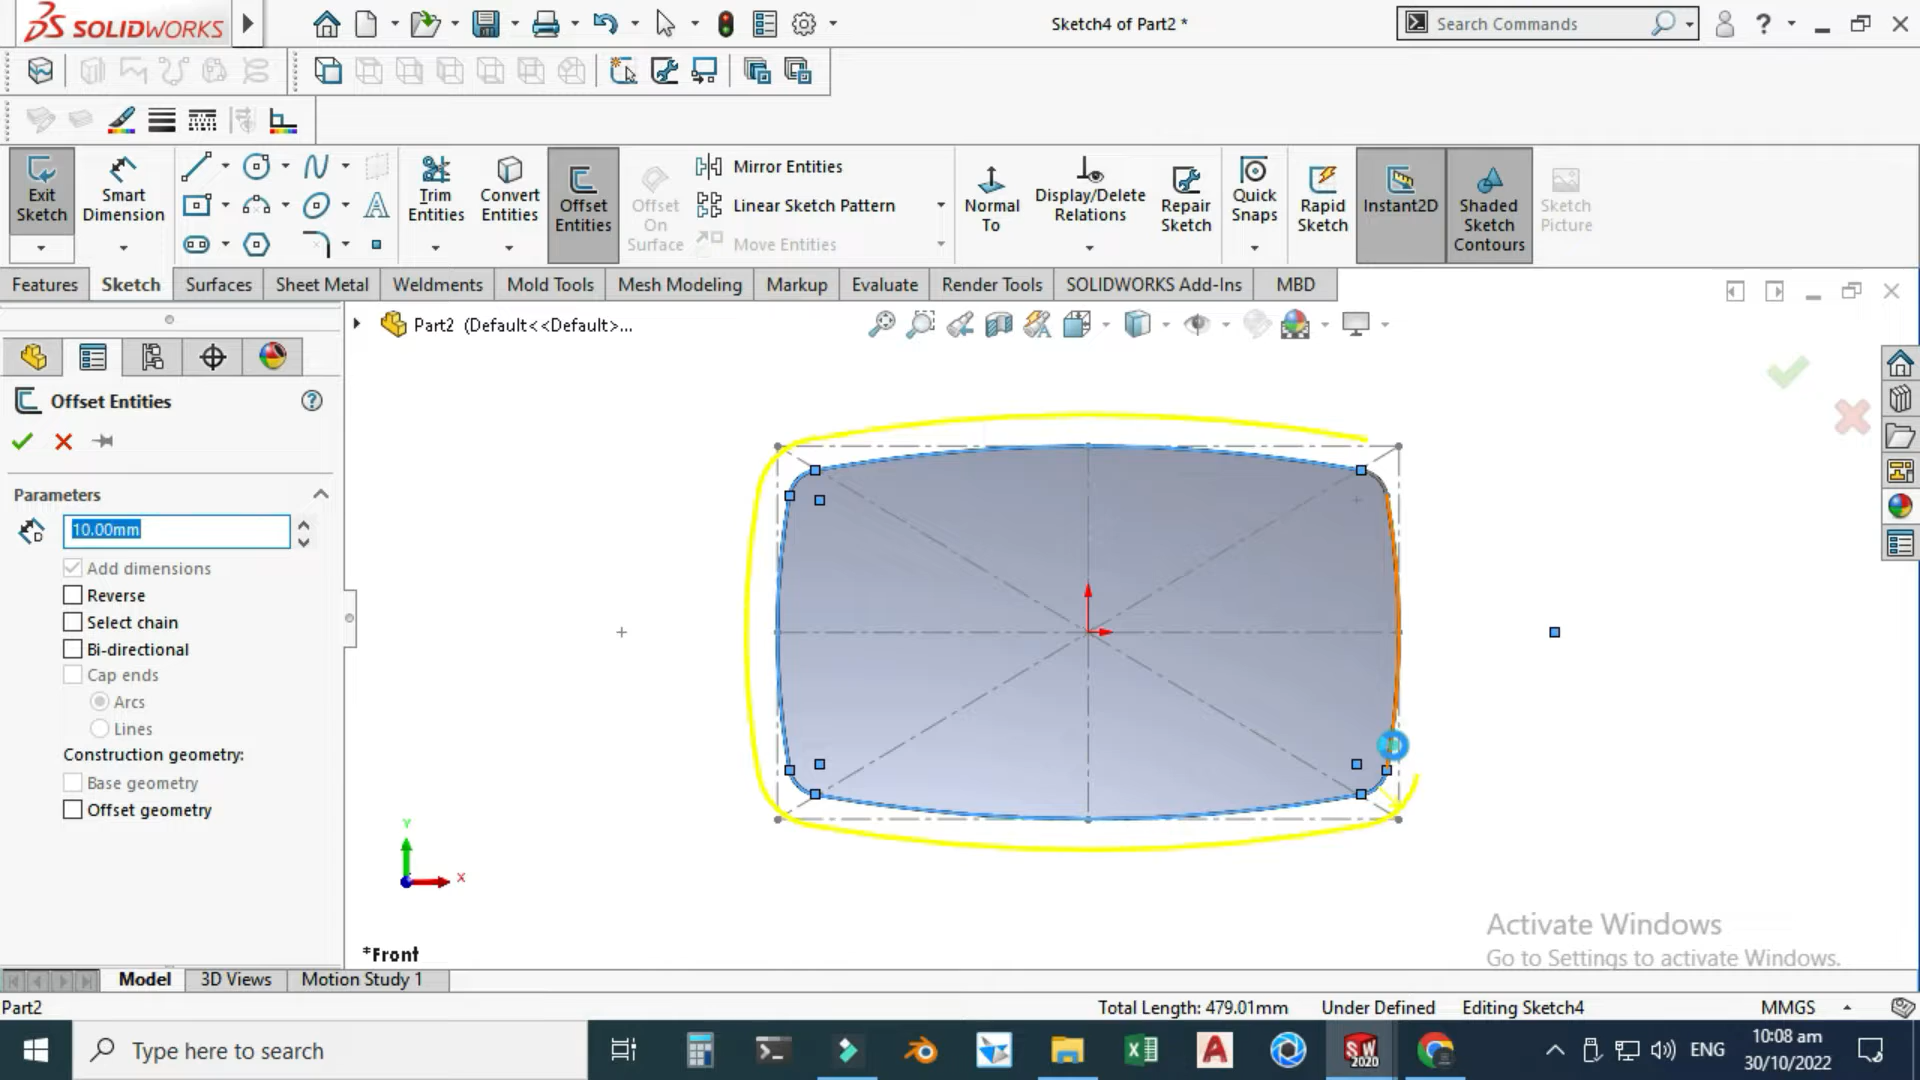 SOLIDWORKS
Sketch4 of Part2 *
Search Commands
?
Exit Sketch
Smart Dimension
Trim Entities
Convert Entities
Offset Entities
Offset On Surface
Mirror Entities
Linear Sketch Pattern
Move Entities
Normal To
Display/Delete Relations
Repair Sketch
Quick Snaps
Rapid Sketch
Instant2D
Shaded Sketch Contours
Sketch Picture
Features
Sketch
Surfaces
Sheet Metal
Weldments
Mold Tools
Mesh Modeling
Markup
Evaluate
Render Tools
SOLIDWORKS Add-Ins
MBD
Part2 (Default<<Default>...
Offset Entities
Parameters
10.00mm
Add dimensions
Reverse
Select chain
Bi-directional
Cap ends
Arcs
Lines
Construction geometry:
Base geometry
Offset geometry
Y
X
*Front
Activate Windows
Go to Settings to activate Windows.
Model
3D Views
Motion Study 1
Part2
Total Length: 479.01mm
Under Defined
Editing Sketch4
MMGS
Type here to search
SW 2020
ENG
10:08 am
30/10/2022